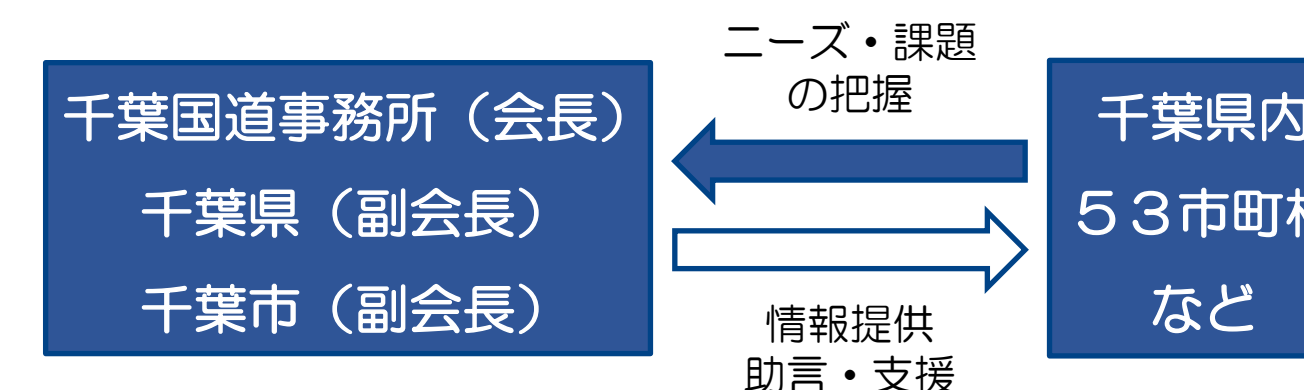 ニーズ・課題
の把握
千葉国道事務所（会長）
千葉県（副会長）
千葉市（副会長）
千葉県内
５３市町村
など
情報提供
助言・支援